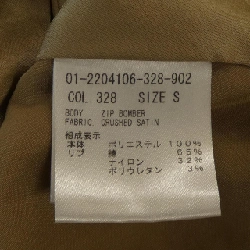 01-2204106-328-902
COL 328 SIZE S
BODY ZIP BOMBER
FABRIC. CRUSHED SATIN
組成表示
本体 ポリエステル 100%
リブ 綿 65%
ナイロン 32%
ポリウレタン 3%